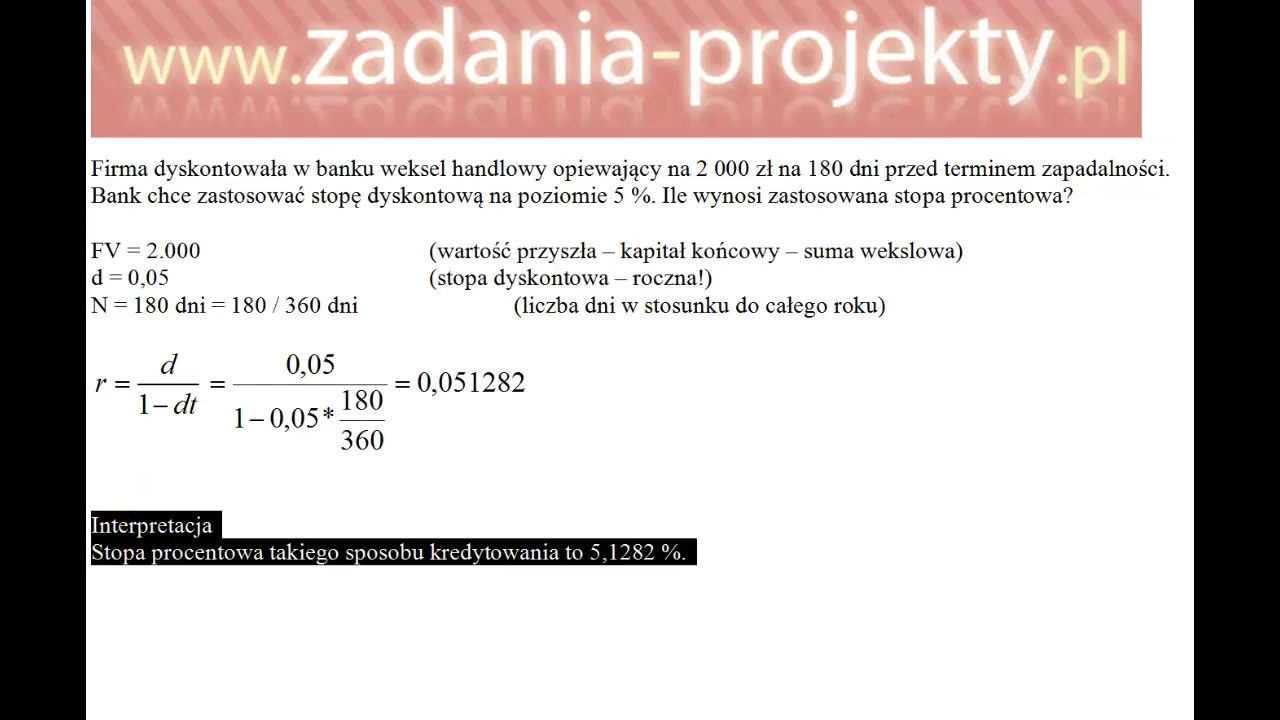 www.zadania-projekty.pl
Firma dyskontowała w banku weksel handlowy opiewający na 2 000 zł na 180 dni przed terminem zapadalności.
Bank chce zastosować stopę dyskontową na poziomie 5 %. Ile wynosi zastosowana stopa procentowa?
FV = 2.000 (wartość przyszła – kapitał końcowy – suma wekslowa)
d = 0,05 (stopa dyskontowa – roczna!)
N = 180 dni = 180 / 360 dni (liczba dni w stosunku do całego roku)
r = d / 1 – dt = 0,05 / 1 – 0,05 * 180 / 360 = 0,051282
Interpretacja
Stopa procentowa takiego sposobu kredytowania to 5,1282 %.